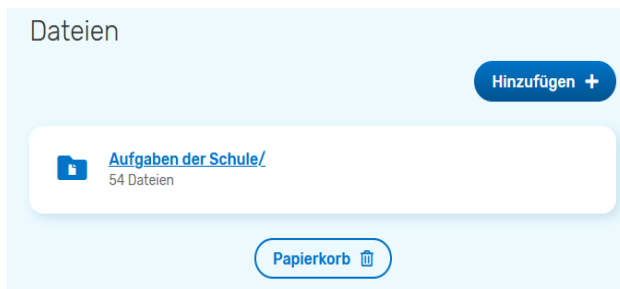 Dateien
Hinzufügen +
Aufgaben der Schule/
54 Dateien
Papierkorb